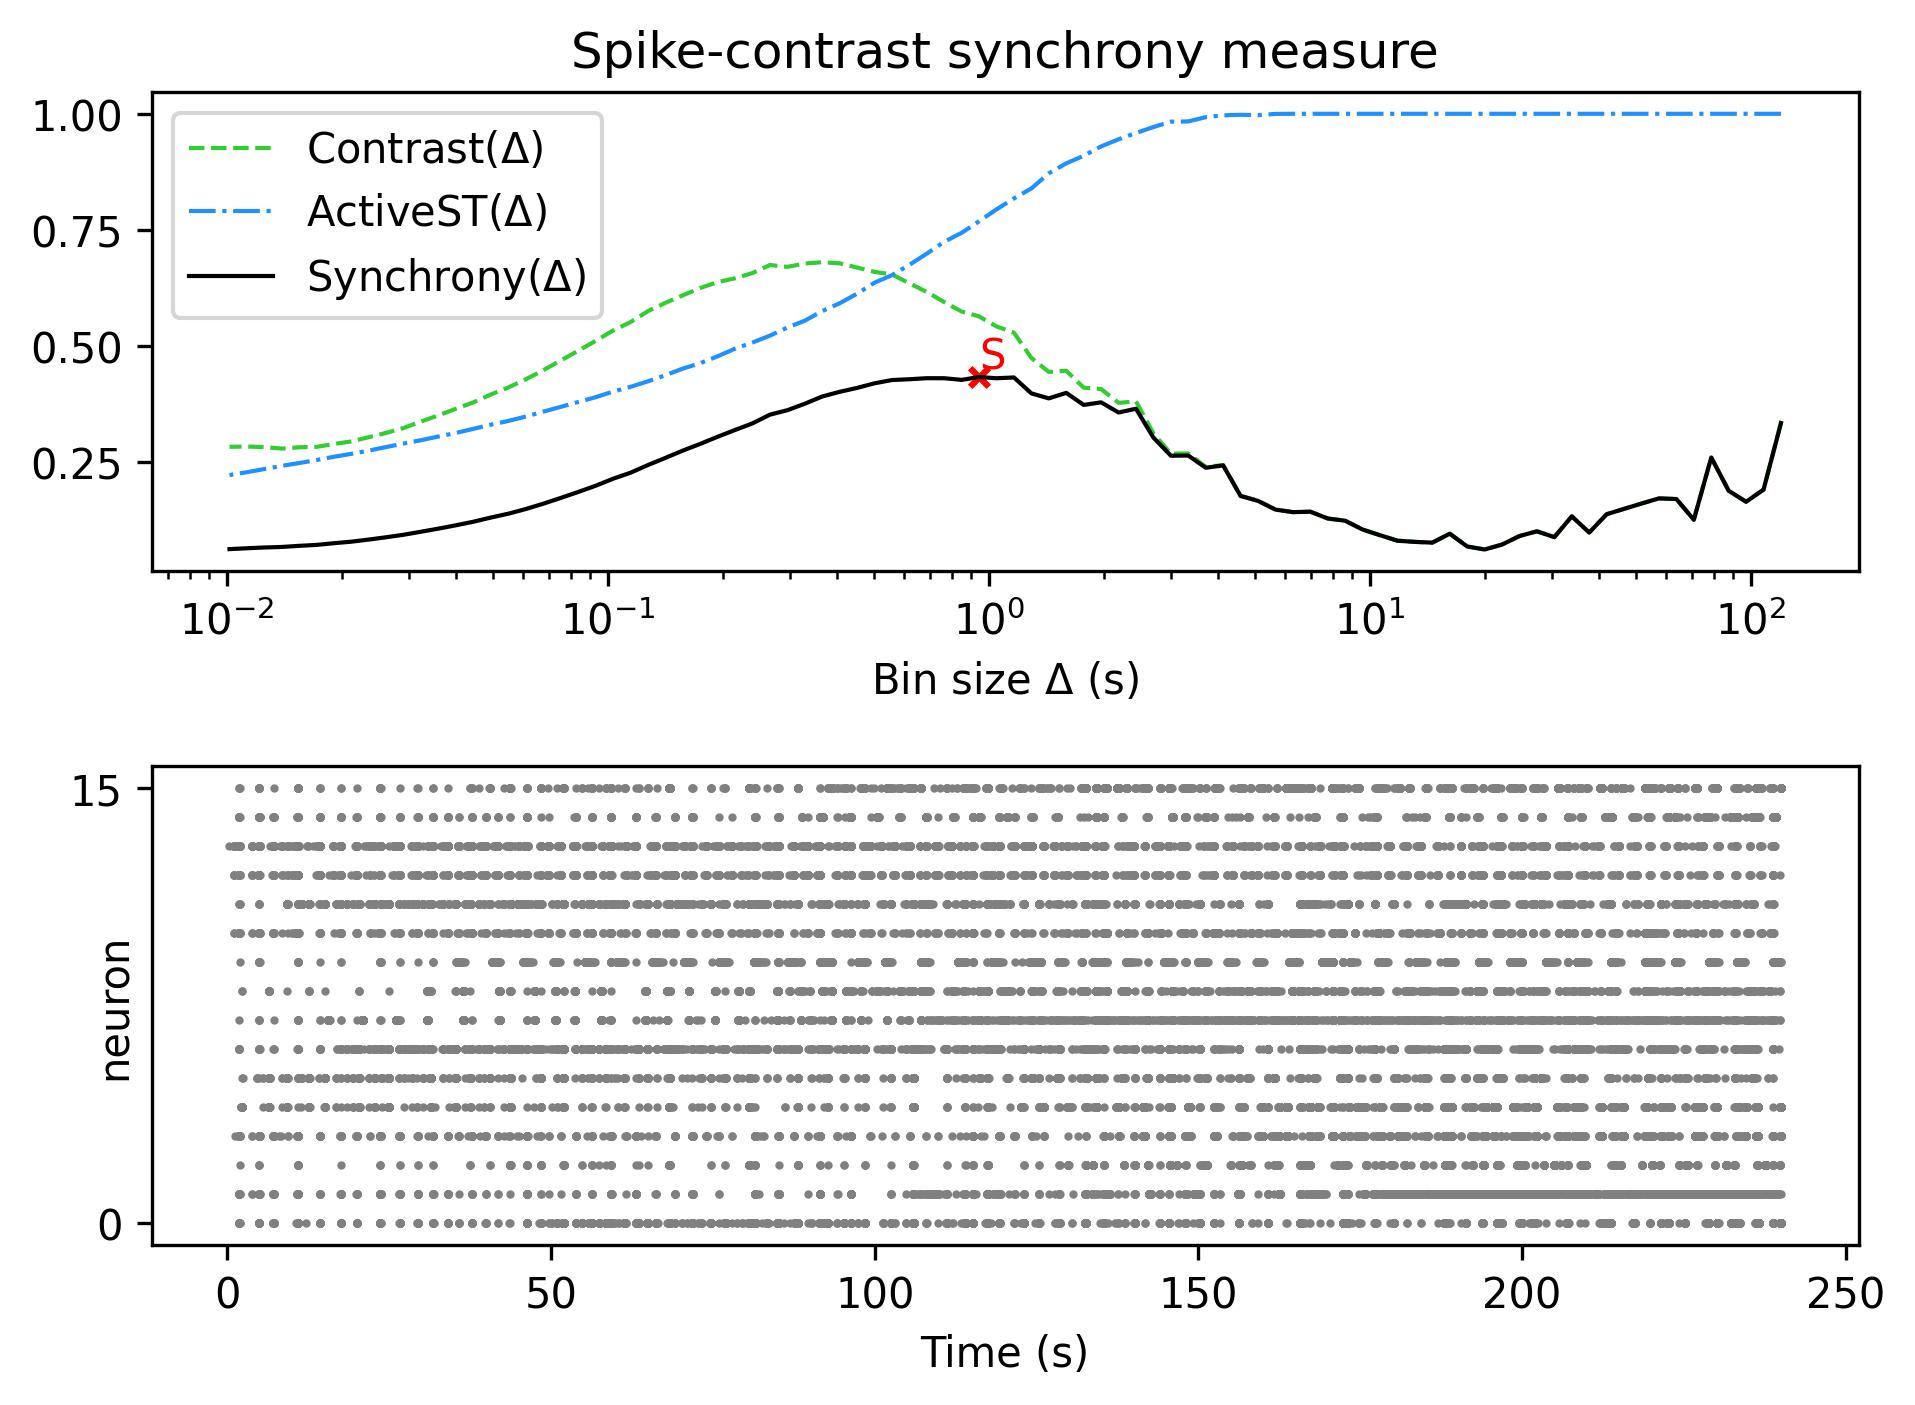 Spike-contrast synchrony measure
1.00
0.75
0.50
0.25
Contrast(Δ)
ActiveST(Δ)
Synchrony(Δ)
S
10⁻² 10⁻¹ 10⁰ 10¹ 10²
Bin size Δ (s)
15
0
neuron
0 50 100 150 200 250
Time (s)